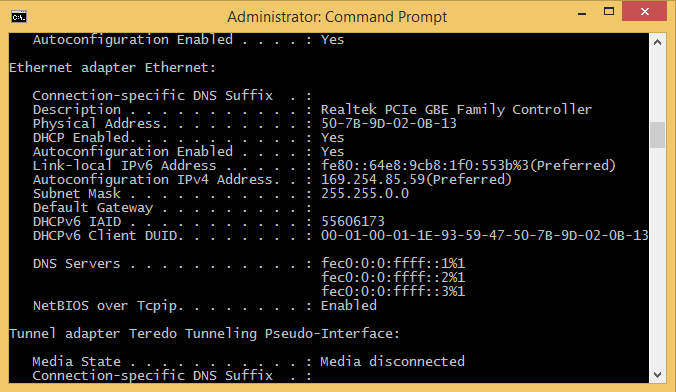 Administrator: Command Prompt
Autoconfiguration Enabled . . . . : Yes
Ethernet adapter Ethernet:
Connection-specific DNS Suffix  . :
Description . . . . . . . . . . . : Realtek PCIe GBE Family Controller
Physical Address. . . . . . . . . : 50-7B-9D-02-0B-13
DHCP Enabled. . . . . . . . . . . : Yes
Autoconfiguration Enabled . . . . : Yes
Link-local IPv6 Address . . . . . : fe80::64e8:9cb8:1f0:553b%3(Preferred)
Autoconfiguration IPv4 Address. . : 169.254.85.59(Preferred)
Subnet Mask . . . . . . . . . . . : 255.255.0.0
Default Gateway . . . . . . . . . :
DHCPv6 IAID . . . . . . . . . . . : 55606173
DHCPv6 Client DUID. . . . . . . . : 00-01-00-01-1E-93-59-47-50-7B-9D-02-0B-13
DNS Servers . . . . . . . . . . . : fec0:0:0:ffff::1%1
fec0:0:0:ffff::2%1
fec0:0:0:ffff::3%1
NetBIOS over Tcpip. . . . . . . . : Enabled
Tunnel adapter Teredo Tunneling Pseudo-Interface:
Media State . . . . . . . . . . . : Media disconnected
Connection-specific DNS Suffix  . :